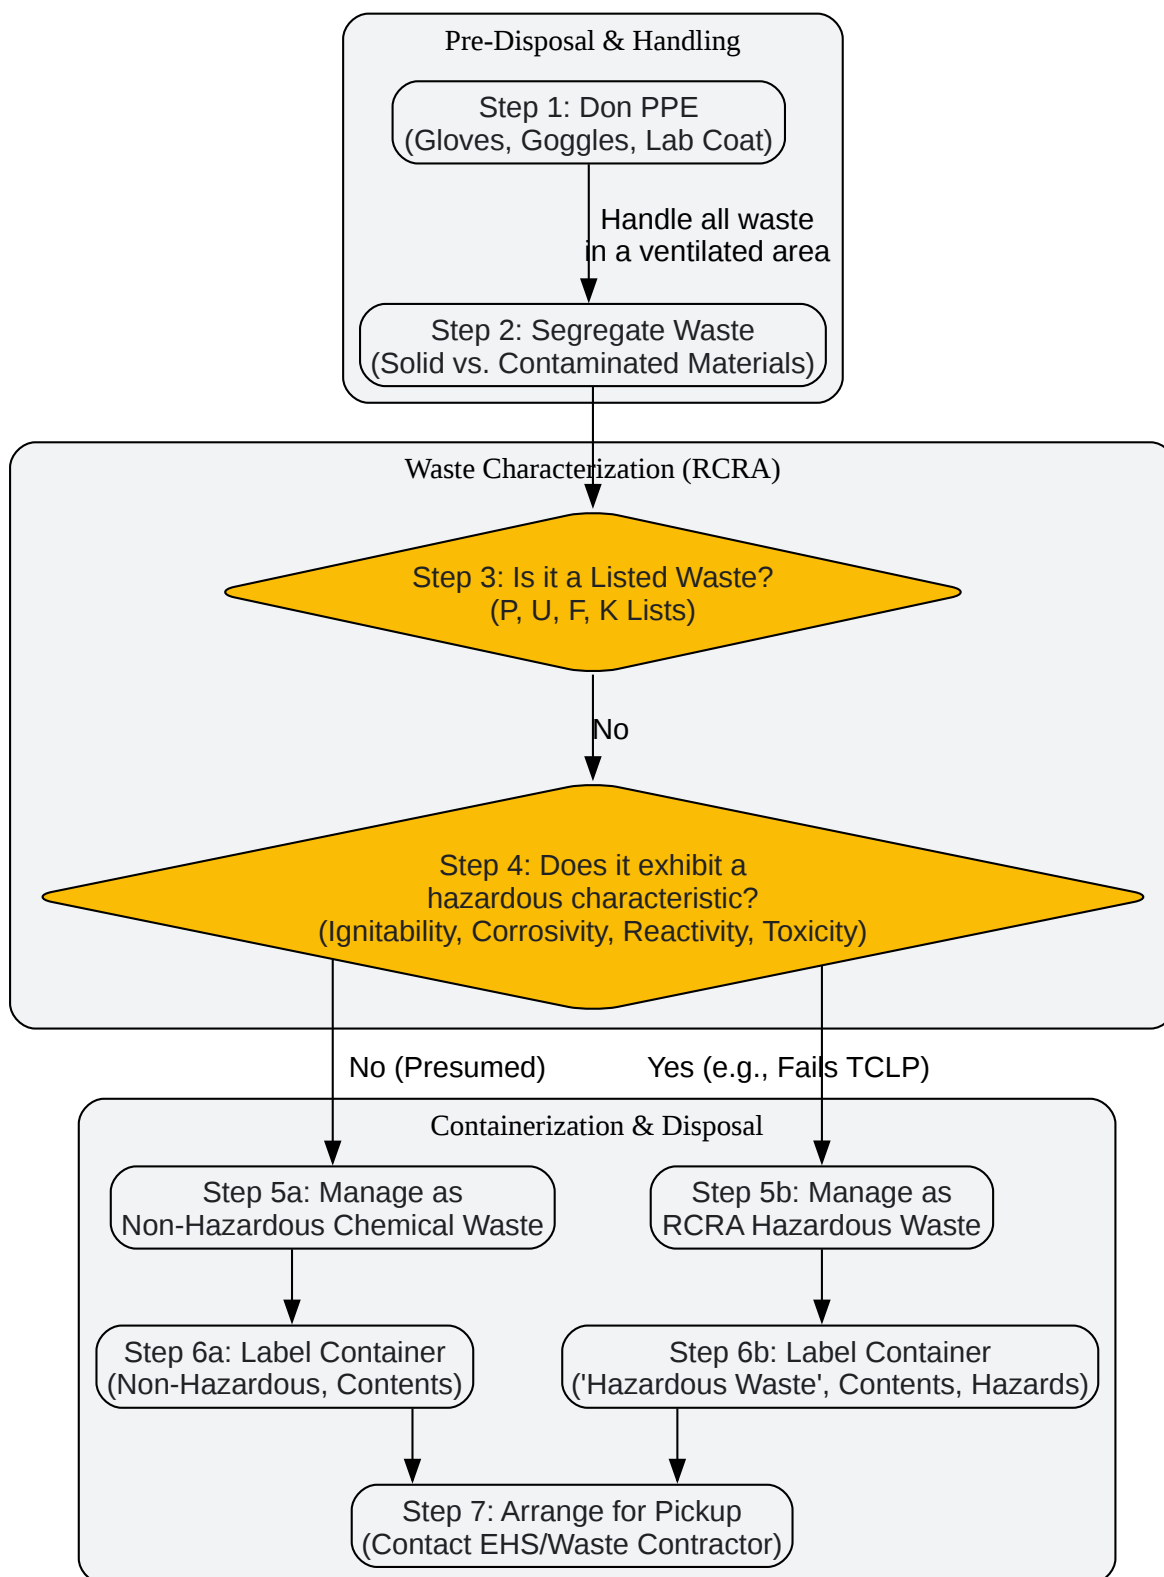 Pre-Disposal & Handling
Step 1: Don PPE
(Gloves, Goggles, Lab Coat)
Handle all waste
in a ventilated area
Step 2: Segregate Waste
(Solid vs. Contaminated Materials)
Waste Characterization (RCRA)
Step 3: Is it a Listed Waste?
(P, U, F, K Lists)
No
Step 4: Does it exhibit a
hazardous characteristic?
(Ignitability, Corrosivity, Reactivity, Toxicity)
No (Presumed)
Yes (e.g., Fails TCLP)
Containerization & Disposal
Step 5a: Manage as
Non-Hazardous Chemical Waste
Step 5b: Manage as
RCRA Hazardous Waste
Step 6a: Label Container
(Non-Hazardous, Contents)
Step 6b: Label Container
('Hazardous Waste', Contents, Hazards)
Step 7: Arrange for Pickup
(Contact EHS/Waste Contractor)